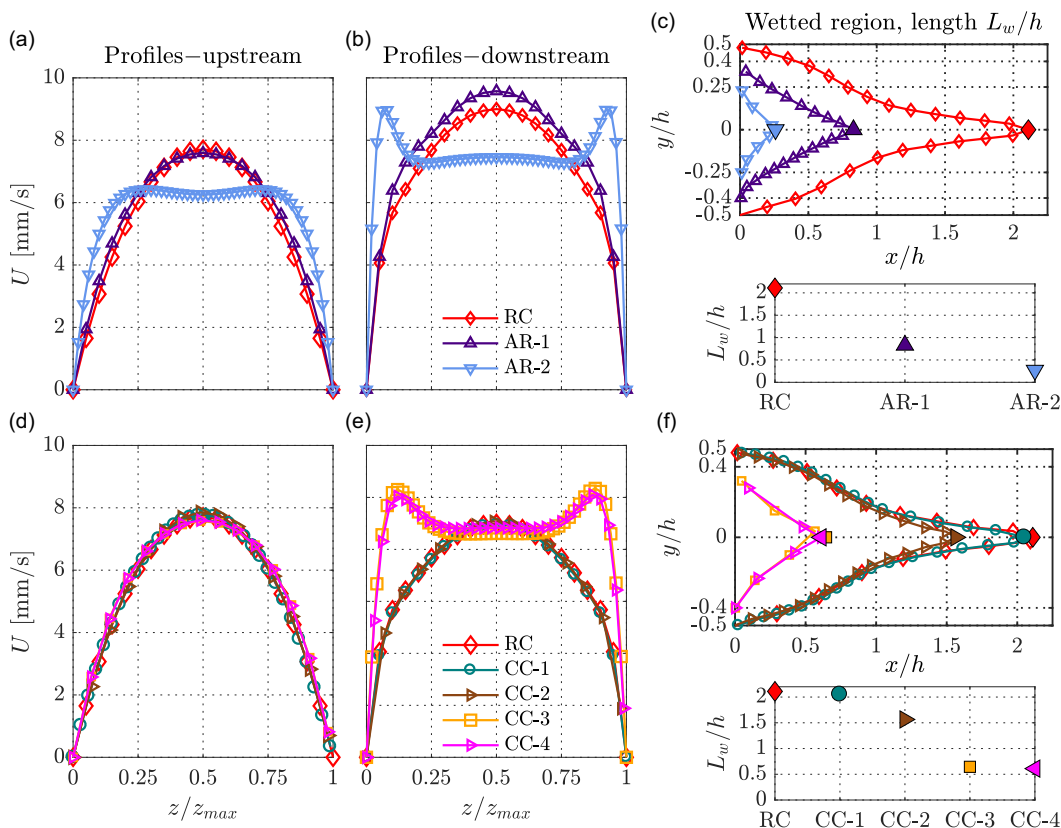 (a)
Profiles−upstream
U [mm/s]
10
8
6
4
2
0
(b)
Profiles−downstream
RC
AR-1
AR-2
(c)
Wetted region, length L_w/h
y/h
0.5
0.4
0.25
0
-0.25
-0.4
-0.5
0 0.5 1 1.5 2
x/h
L_w/h
2
1.5
1
0.5
0
RC AR-1 AR-2
(d)
U [mm/s]
10
8
6
4
2
0
0 0.25 0.5 0.75 1
z/z_max
(e)
RC
CC-1
CC-2
CC-3
CC-4
0 0.25 0.5 0.75 1
z/z_max
(f)
y/h
0.5
0.4
0
-0.4
-0.5
0 0.5 1 1.5 2
x/h
L_w/h
2
1.5
1
0.5
0
RC CC-1 CC-2 CC-3 CC-4